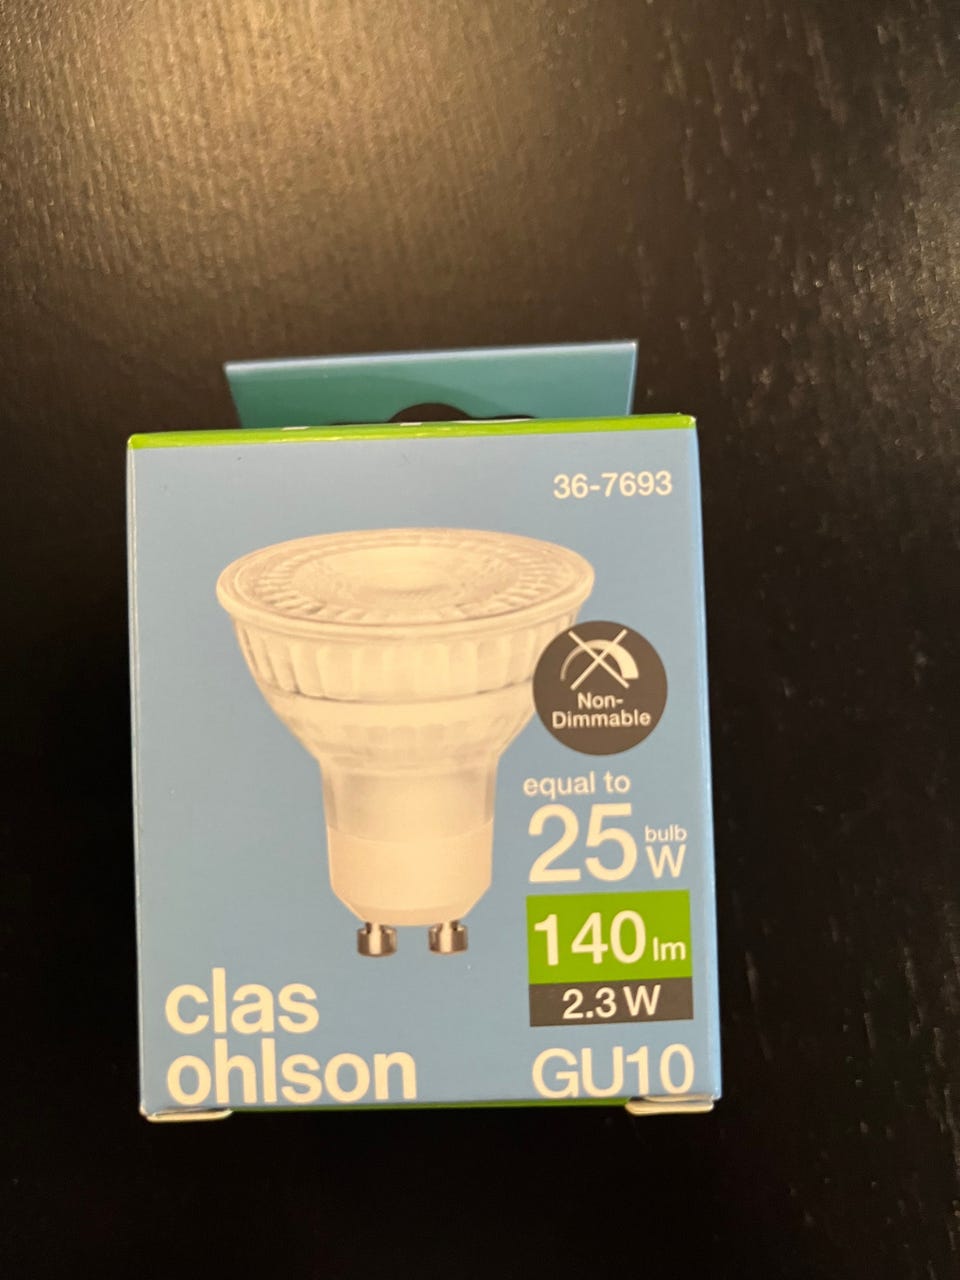 36-7693
Non-
Dimmable
equal to
25 bulb W
140 lm
2.3 W
clas
ohlson
GU10